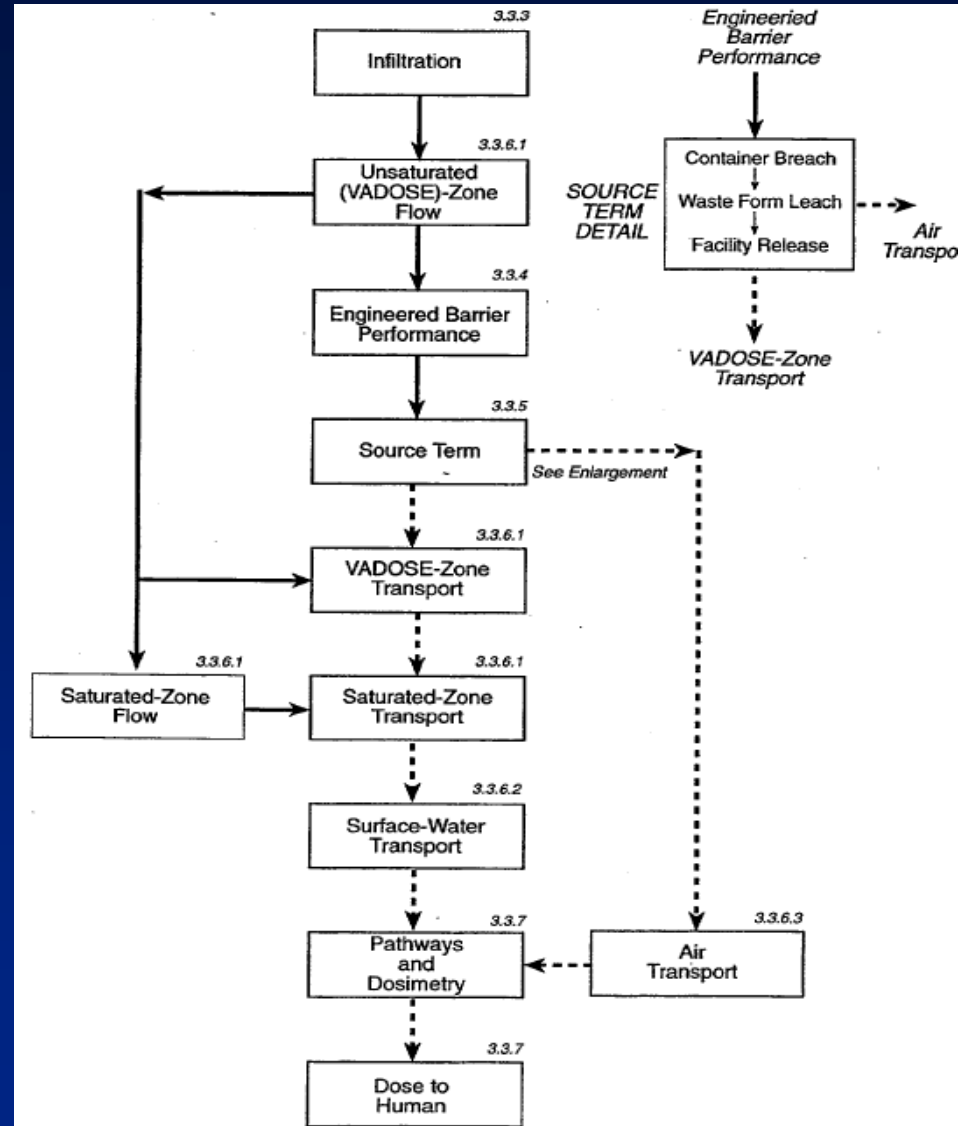 3.3.3
Infiltration
3.3.6.1
Unsaturated
(VADOSE)-Zone
Flow
3.3.4
Engineered Barrier
Performance
3.3.5
Source Term
See Enlargement
3.3.6.1
VADOSE-Zone
Transport
3.3.6.1
Saturated-Zone
Flow
3.3.6.1
Saturated-Zone
Transport
3.3.6.2
Surface-Water
Transport
3.3.7
Pathways
and
Dosimetry
3.3.6.3
Air
Transport
3.3.7
Dose to
Human
Engineeried
Barrier
Performance
SOURCE
TERM
DETAIL
Container Breach
Waste Form Leach
Facility Release
Air
Transpo
VADOSE-Zone
Transport